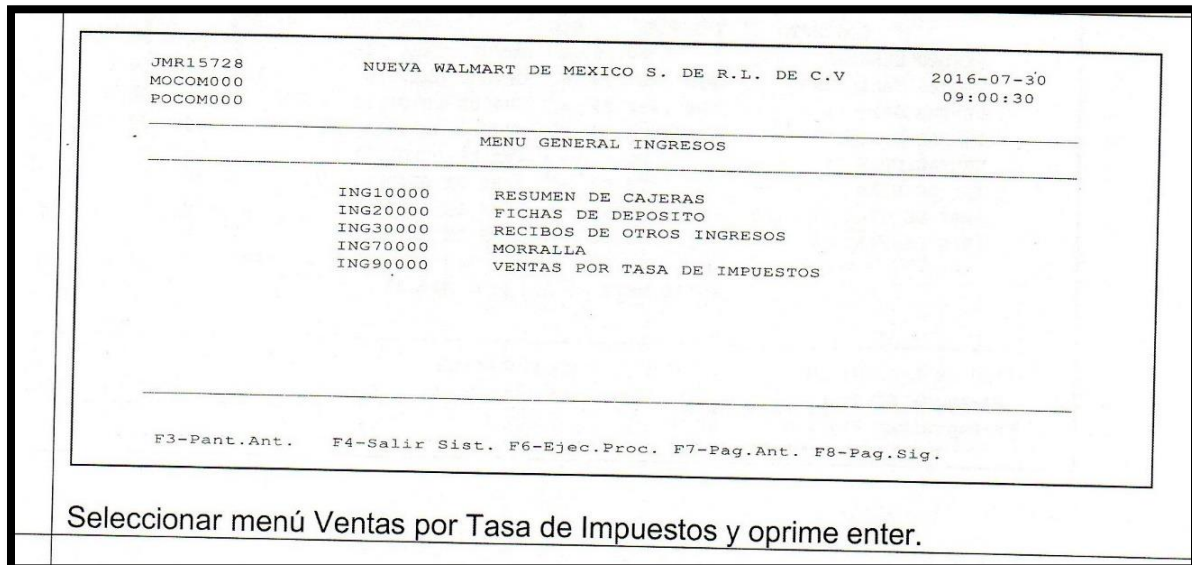 JMR15728 NUEVA WALMART DE MEXICO S. DE R.L. DE C.V 2016-07-30
MOCOM000 09:00:30
POCOM000
MENU GENERAL INGRESOS
ING10000 RESUMEN DE CAJERAS
ING20000 FICHAS DE DEPOSITO
ING30000 RECIBOS DE OTROS INGRESOS
ING70000 MORRALLA
ING90000 VENTAS POR TASA DE IMPUESTOS
F3-Pant.Ant. F4-Salir Sist. F6-Ejec.Proc. F7-Pag.Ant. F8-Pag.Sig.
Seleccionar menú Ventas por Tasa de Impuestos y oprime enter.